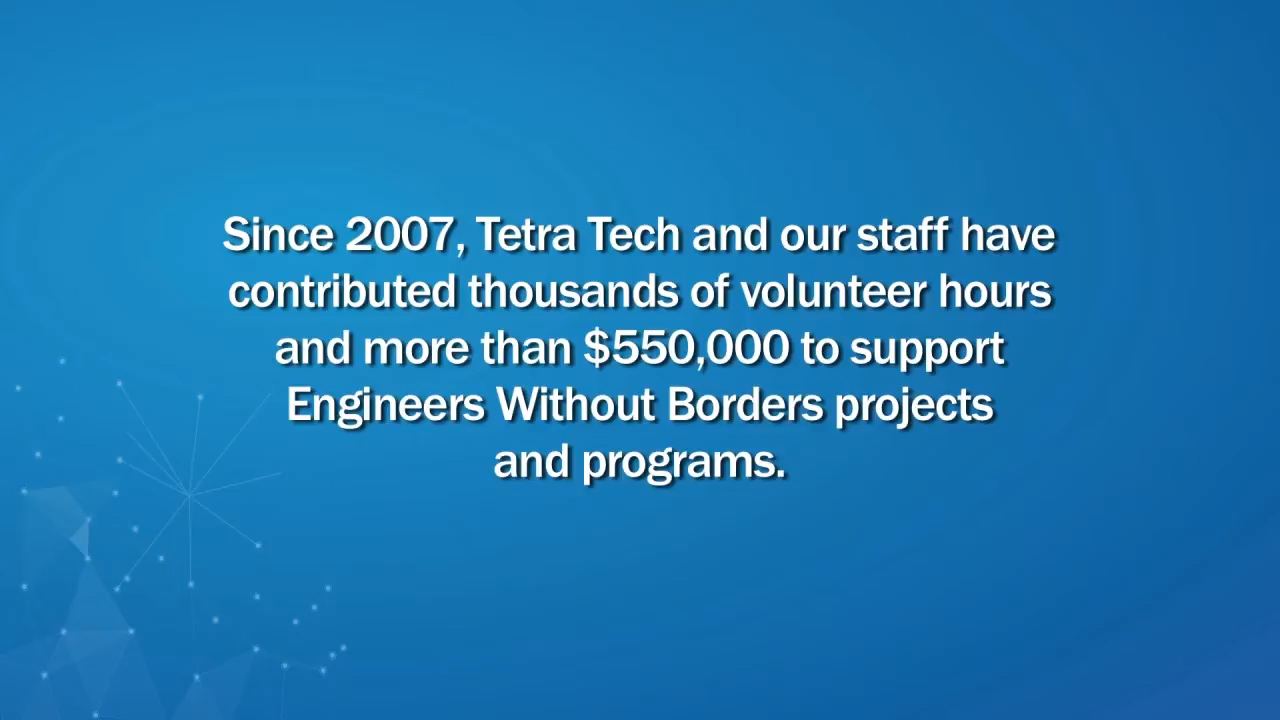 Since 2007, Tetra Tech and our staff have
contributed thousands of volunteer hours
and more than $550,000 to support
Engineers Without Borders projects
and programs.